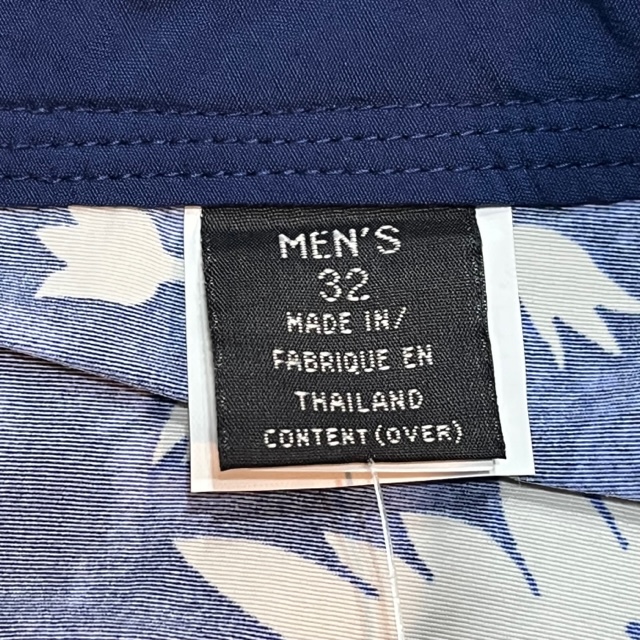 MEN'S
32
MADE IN/
FABRIQUE EN
THAILAND
CONTENT (OVER)